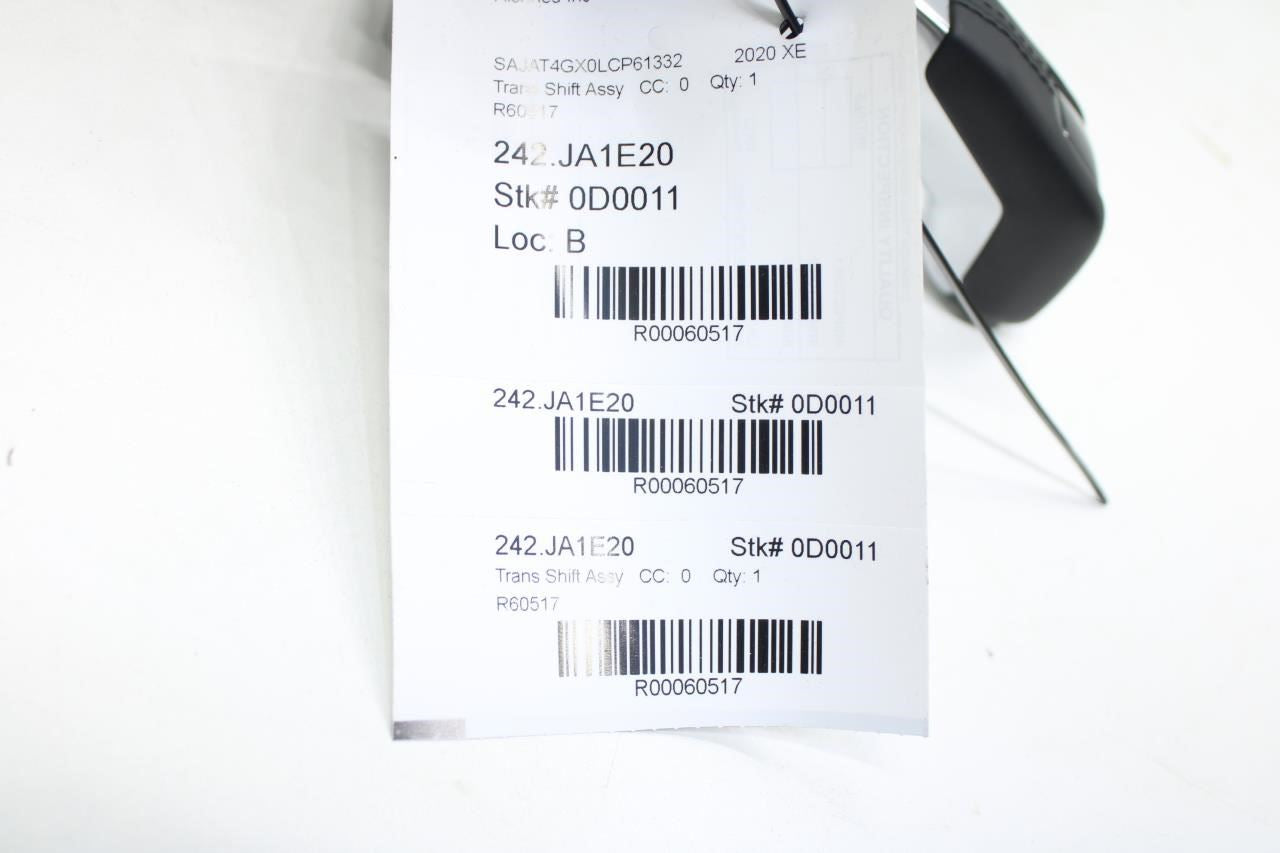 SAJAT4GX0LCP61332 2020 XE
Trans Shift Assy CC: 0 Qty: 1
R60517
242.JA1E20
Stk# 0D0011
Loc: B
R00060517
242.JA1E20 Stk# 0D0011
R00060517
242.JA1E20 Stk# 0D0011
Trans Shift Assy CC: 0 Qty: 1
R60517
R00060517